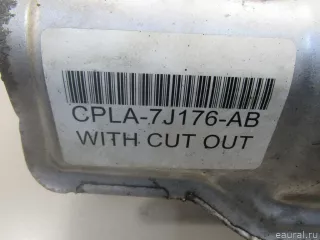 CPLA-7J176-AB
WITH CUT OUT
© eaural.ru